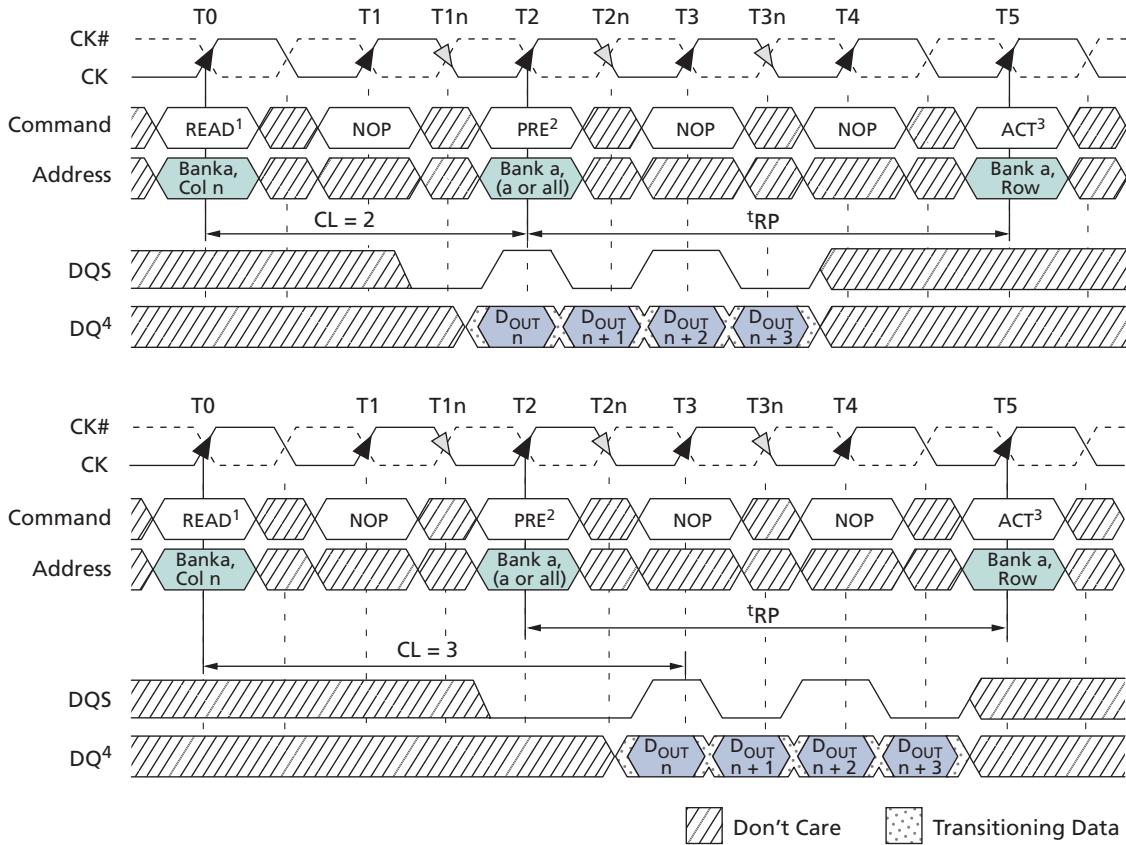 T0 T1 T1n T2 T2n T3 T3n T4 T5
CK#
CK
Command READ¹ NOP PRE² NOP NOP ACT³
Address Banka, Col n Bank a, (a or all) Bank a, Row
CL = 2 ᵗRP
DQS
DQ⁴ DOUT n DOUT n + 1 DOUT n + 2 DOUT n + 3
T0 T1 T1n T2 T2n T3 T3n T4 T5
CK#
CK
Command READ¹ NOP PRE² NOP NOP ACT³
Address Banka, Col n Bank a, (a or all) Bank a, Row
ᵗRP
CL = 3
DQS
DQ⁴ DOUT n DOUT n + 1 DOUT n + 2 DOUT n + 3
Don't Care Transitioning Data